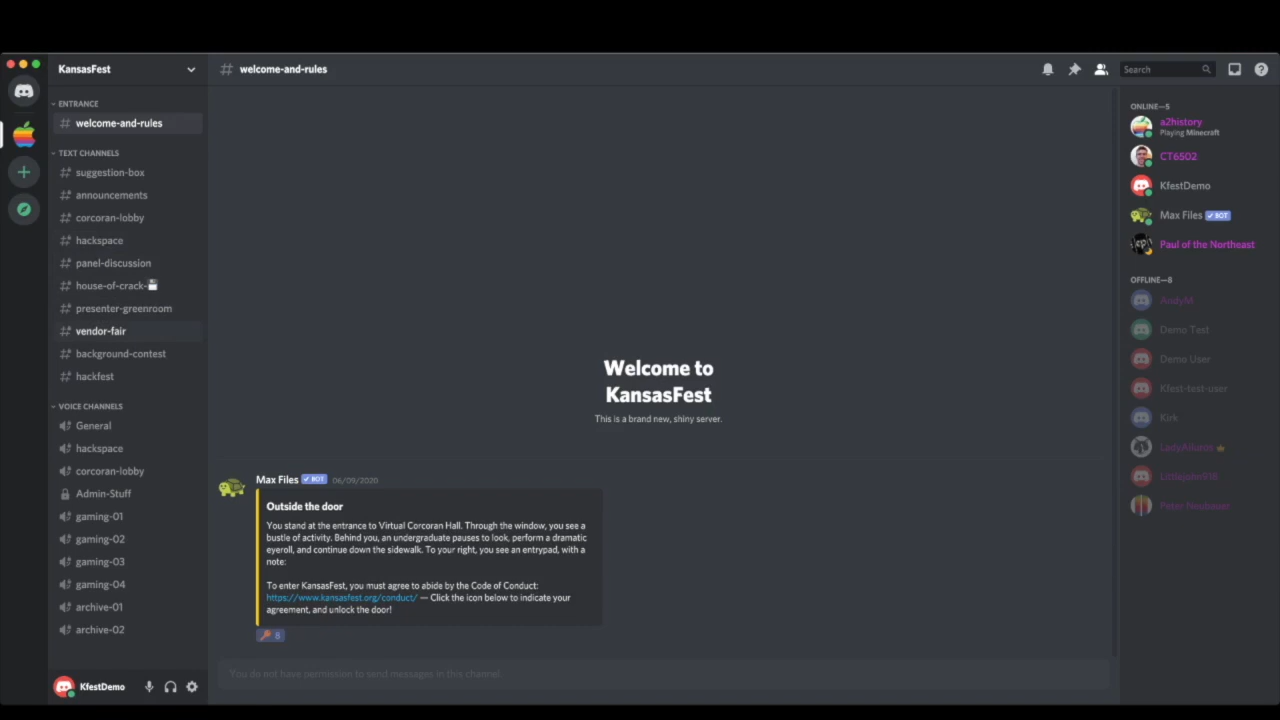 KansasFest
ENTRANCE
welcome-and-rules
TEXT CHANNELS
suggestion-box
announcements
corcoran-lobby
hackspace
panel-discussion
house-of-crack-💾
presenter-greenroom
vendor-fair
background-contest
hackfest
VOICE CHANNELS
General
hackspace
corcoran-lobby
Admin-Stuff
gaming-01
gaming-02
gaming-03
gaming-04
archive-01
archive-02
KfestDemo
# welcome-and-rules
Search
Welcome to
KansasFest
This is a brand new, shiny server.
Max Files BOT 06/09/2020
Outside the door
You stand at the entrance to Virtual Corcoran Hall. Through the window, you see a
bustle of activity. Behind you, an undergraduate pauses to look, perform a dramatic
eyeroll, and continue down the sidewalk. To your right, you see an entrypad, with a
note:
To enter KansasFest, you must agree to abide by the Code of Conduct:
https://www.kansasfest.org/conduct/ — Click the icon below to indicate your
agreement, and unlock the door!
8
You do not have permission to send messages in this channel
ONLINE—5
a2history
Playing Minecraft
CT6502
KfestDemo
Max Files BOT
Paul of the Northeast
OFFLINE—8
AndyM
Demo Test
Demo User
Kfest-test-user
Kirk
LadyAiluros
Littlejohn918
Peter Neubauer